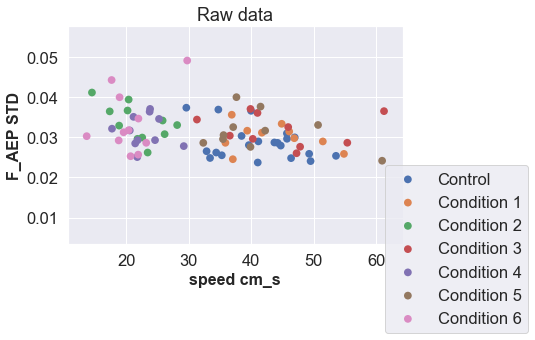 Raw data
0.05
0.04
0.03
0.02
0.01
F_AEP STD
20
30
40
50
60
speed cm_s
Control
Condition 1
Condition 2
Condition 3
Condition 4
Condition 5
Condition 6